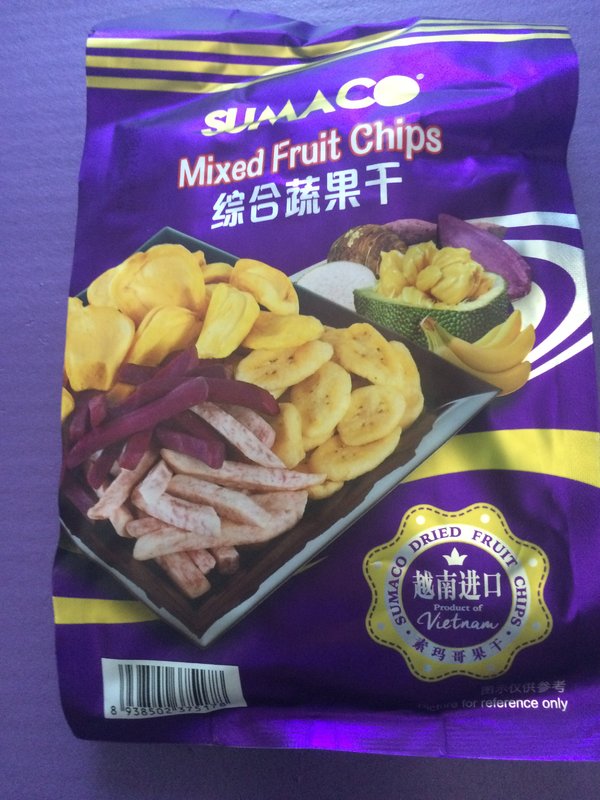 SUMACO
Mixed Fruit Chips
综合蔬果干
SUMACO DRIED FRUIT CHIPS
越南进口
Product of
Vietnam
索玛哥果干
图示仅供参考
Picture for reference only